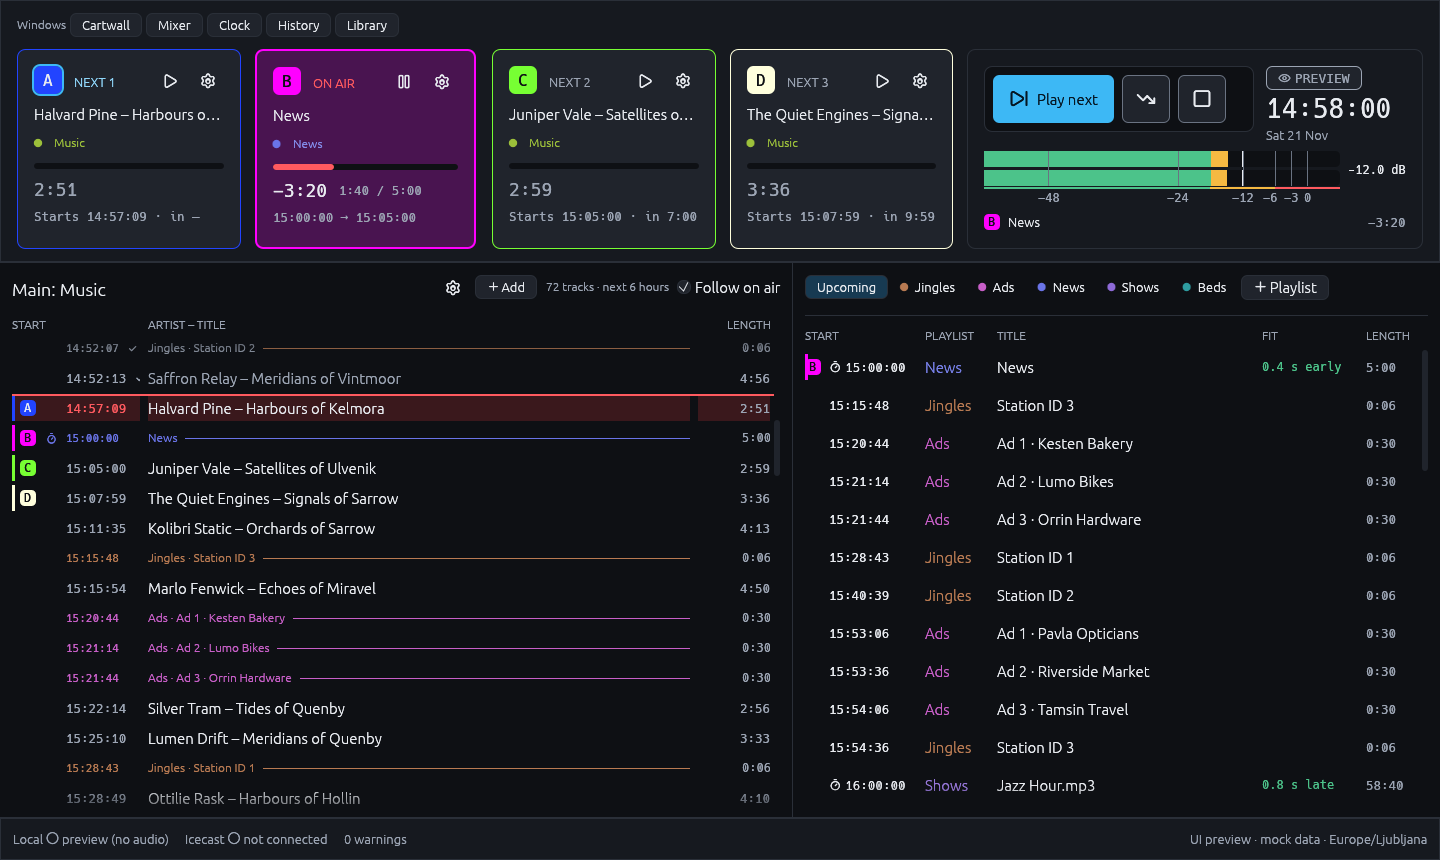 Windows Cartwall Mixer Clock History Library
A NEXT 1
Halvard Pine – Harbours o…
Music
2:51
Starts 14:57:09 · in —
B ON AIR
News
News
−3:20 1:40 / 5:00
15:00:00 → 15:05:00
C NEXT 2
Juniper Vale – Satellites o…
Music
2:59
Starts 15:05:00 · in 7:00
D NEXT 3
The Quiet Engines – Signa…
Music
3:36
Starts 15:07:59 · in 9:59
Play next
PREVIEW
14:58:00
Sat 21 Nov
-12.0 dB
−48 −24 −12 −6 −3 0
B News −3:20
Main: Music + Add 72 tracks · next 6 hours Follow on air
START ARTIST – TITLE LENGTH
14:52:07 Jingles · Station ID 2 0:06
14:52:13 Saffron Relay – Meridians of Vintmoor 4:56
A 14:57:09 Halvard Pine – Harbours of Kelmora 2:51
B 15:00:00 News 5:00
C 15:05:00 Juniper Vale – Satellites of Ulvenik 2:59
D 15:07:59 The Quiet Engines – Signals of Sarrow 3:36
15:11:35 Kolibri Static – Orchards of Sarrow 4:13
15:15:48 Jingles · Station ID 3 0:06
15:15:54 Marlo Fenwick – Echoes of Miravel 4:50
15:20:44 Ads · Ad 1 · Kesten Bakery 0:30
15:21:14 Ads · Ad 2 · Lumo Bikes 0:30
15:21:44 Ads · Ad 3 · Orrin Hardware 0:30
15:22:14 Silver Tram – Tides of Quenby 2:56
15:25:10 Lumen Drift – Meridians of Quenby 3:33
15:28:43 Jingles · Station ID 1 0:06
15:28:49 Ottilie Rask – Harbours of Hollin 4:10
Upcoming Jingles Ads News Shows Beds + Playlist
START PLAYLIST TITLE FIT LENGTH
B 15:00:00 News News 0.4 s early 5:00
15:15:48 Jingles Station ID 3 0:06
15:20:44 Ads Ad 1 · Kesten Bakery 0:30
15:21:14 Ads Ad 2 · Lumo Bikes 0:30
15:21:44 Ads Ad 3 · Orrin Hardware 0:30
15:28:43 Jingles Station ID 1 0:06
15:40:39 Jingles Station ID 2 0:06
15:53:06 Ads Ad 1 · Pavla Opticians 0:30
15:53:36 Ads Ad 2 · Riverside Market 0:30
15:54:06 Ads Ad 3 · Tamsin Travel 0:30
15:54:36 Jingles Station ID 3 0:06
16:00:00 Shows Jazz Hour.mp3 0.8 s late 58:40
Local preview (no audio) Icecast not connected 0 warnings
UI preview · mock data · Europe/Ljubljana